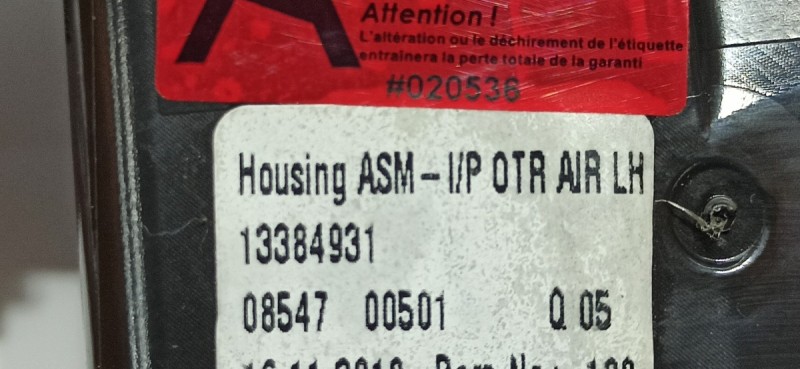 Attention !
L'altération ou le déchirement de l'étiquette
entraînera la perte totale de la garanti
#020536
Housing ASM – I/P OTR AIR LH
13384931
08547 00501 Q 05